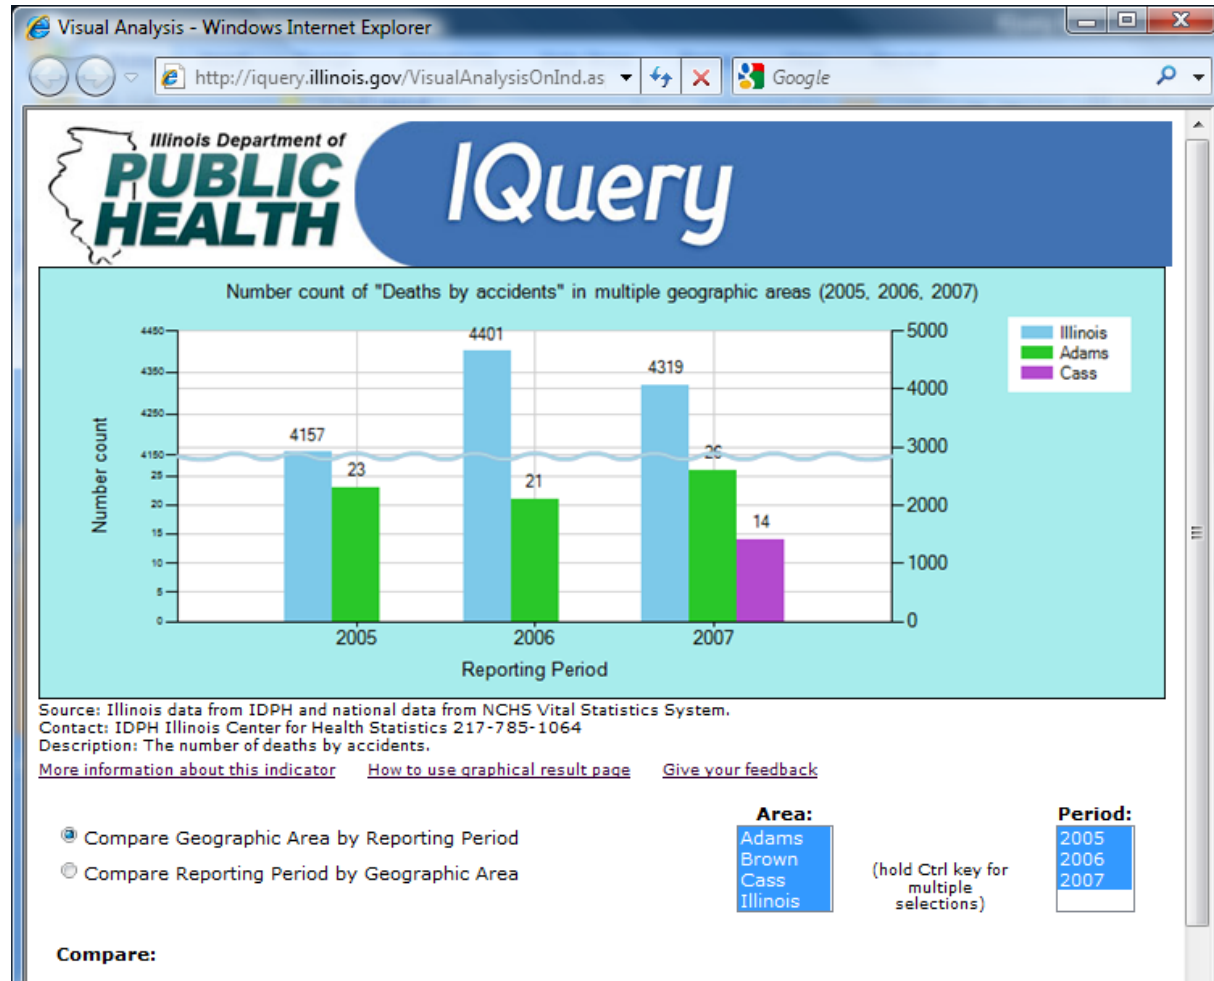 Visual Analysis - Windows Internet Explorer
http://iquery.illinois.gov/VisualAnalysisOnInd.as
Google
Illinois Department of
PUBLIC
HEALTH
IQuery
Number count of "Deaths by accidents" in multiple geographic areas (2005, 2006, 2007)
4450
4350
4250
4150
25
20
15
10
5
0
Number count
4157
23
4401
21
4319
26
14
5000
4000
3000
2000
1000
0
Illinois
Adams
Cass
2005
2006
2007
Reporting Period
Source: Illinois data from IDPH and national data from NCHS Vital Statistics System.
Contact: IDPH Illinois Center for Health Statistics 217-785-1064
Description: The number of deaths by accidents.
More information about this indicator How to use graphical result page Give your feedback
Compare Geographic Area by Reporting Period
Compare Reporting Period by Geographic Area
Area:
Adams
Brown
Cass
Illinois
(hold Ctrl key for
multiple
selections)
Period:
2005
2006
2007
Compare: